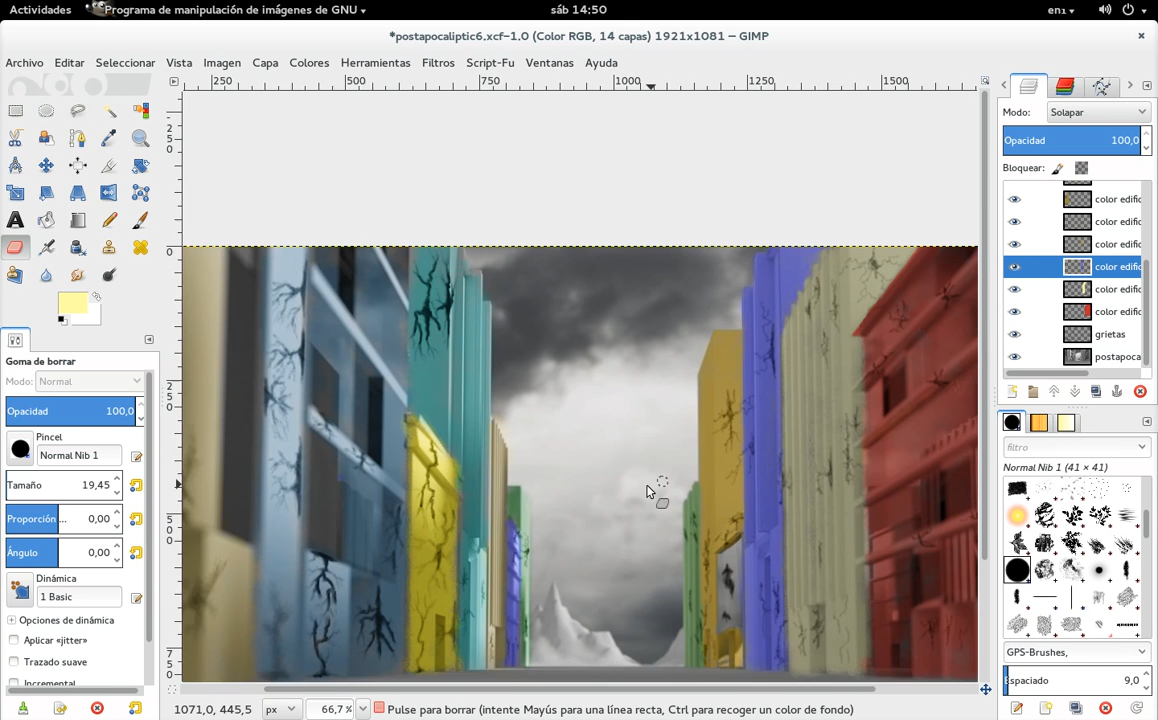 Actividades Programa de manipulación de imágenes de GNU sáb 14:50 en₁
*postapocaliptic6.xcf-1.0 (Color RGB, 14 capas) 1921x1081 – GIMP
Archivo Editar Seleccionar Vista Imagen Capa Colores Herramientas Filtros Script-Fu Ventanas Ayuda
250 500 750 1000 1250 1500
Modo: Solapar
Opacidad 100,0
Bloquear:
color edific
color edific
color edific
color edific
color edific
color edific
grietas
postapoca
0
250
500
750
Goma de borrar
Modo: Normal
Opacidad 100,0
Pincel
Normal Nib 1
Tamaño 19,45
Proporción ... 0,00
Ángulo 0,00
Dinámica
1 Basic
Opciones de dinámica
Aplicar «jitter»
Trazado suave
Incremental
filtro
Normal Nib 1 (41 × 41)
GPS-Brushes,
Espaciado 9,0
1071,0, 445,5 px 66,7 % Pulse para borrar (intente Mayús para una línea recta, Ctrl para recoger un color de fondo)